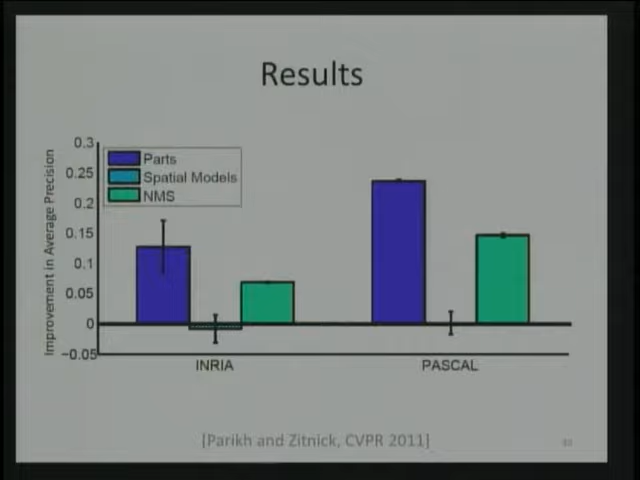 Results
Improvement in Average Precision
0.3
0.25
0.2
0.15
0.1
0.05
0
−0.05
Parts
Spatial Models
NMS
INRIA
PASCAL
[Parikh and Zitnick, CVPR 2011]